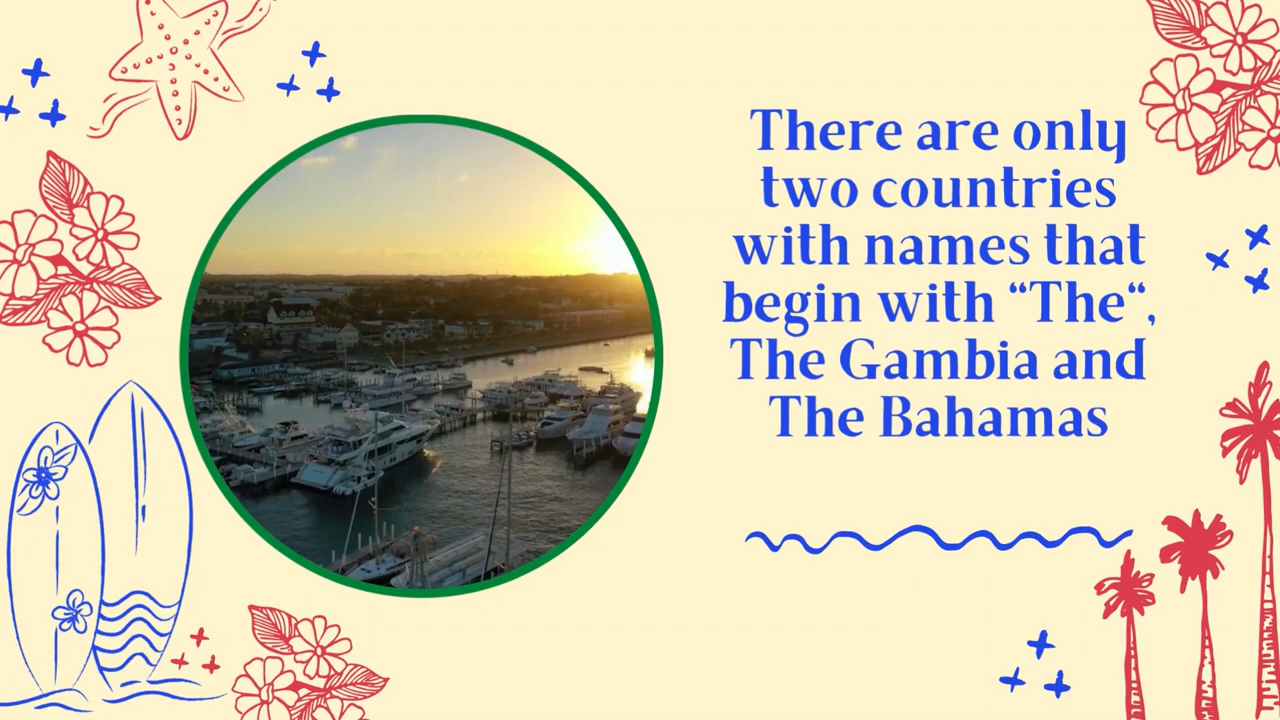 There are only
two countries
with names that
begin with “The“,
The Gambia and
The Bahamas